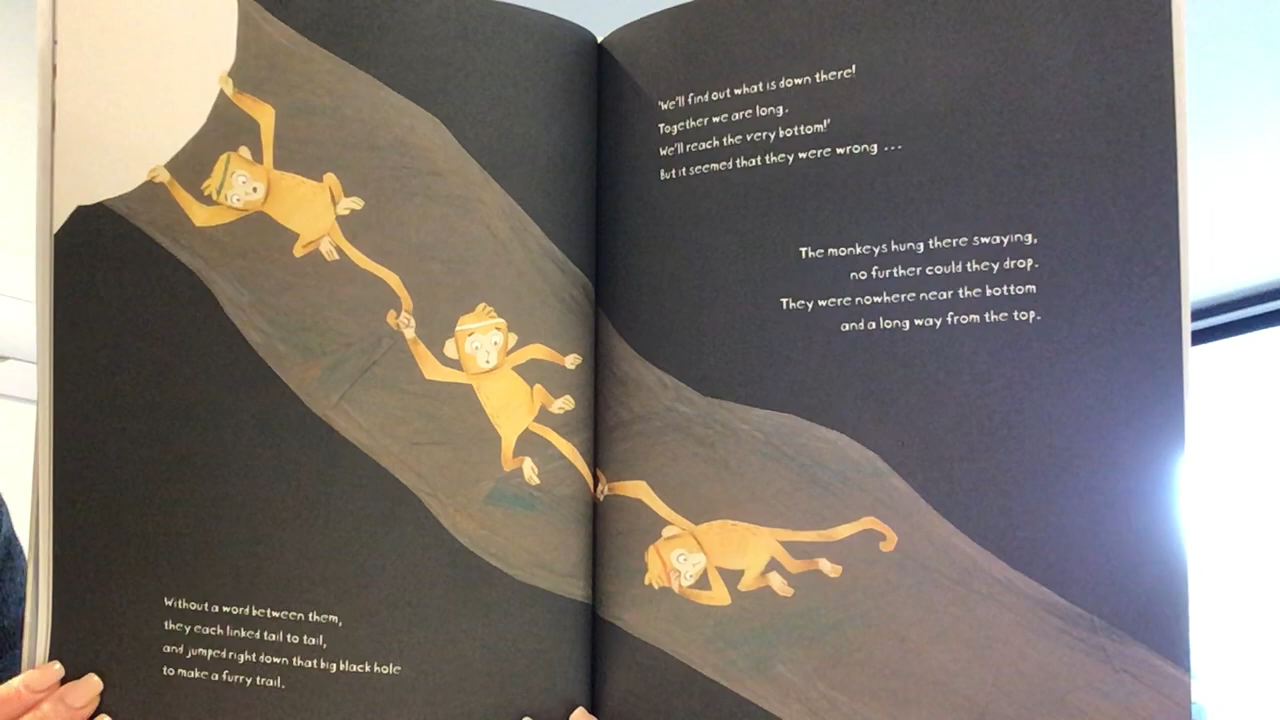 Without a word between them,
they each linked tail to tail,
and jumped right down that big black hole
to make a furry trail.
'We'll find out what is down there!
Together we are long.
We'll reach the very bottom!'
But it seemed that they were wrong ...
The monkeys hung there swaying,
no further could they drop.
They were nowhere near the bottom
and a long way from the top.